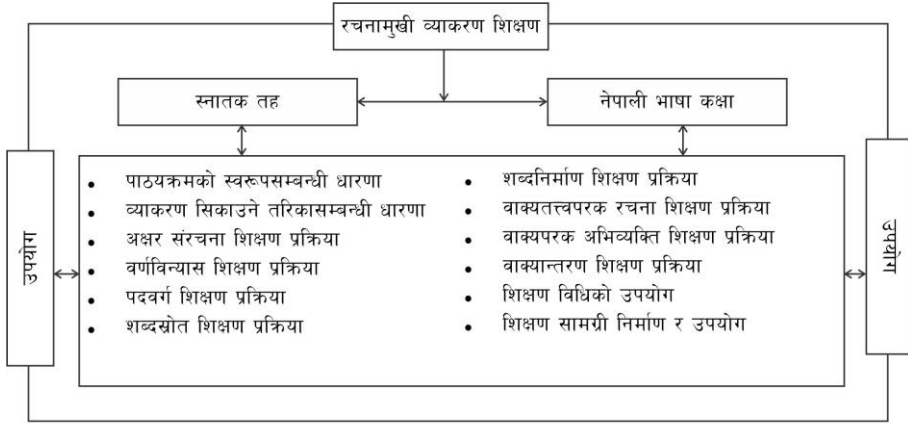 रचनामुखी व्याकरण शिक्षण
स्नातक तह
नेपाली भाषा कक्षा
उपयोग
• पाठ्यक्रमको स्वरूपसम्बन्धी धारणा
• व्याकरण सिकाउने तरिकासम्बन्धी धारणा
• अक्षर संरचना शिक्षण प्रक्रिया
• वर्णविन्यास शिक्षण प्रक्रिया
• पदवर्ग शिक्षण प्रक्रिया
• शब्दस्रोत शिक्षण प्रक्रिया
• शब्दनिर्माण शिक्षण प्रक्रिया
• वाक्यतत्त्वपरक रचना शिक्षण प्रक्रिया
• वाक्यपरक अभिव्यक्ति शिक्षण प्रक्रिया
• वाक्यान्तरण शिक्षण प्रक्रिया
• शिक्षण विधिको उपयोग
• शिक्षण सामग्री निर्माण र उपयोग
उपयोग